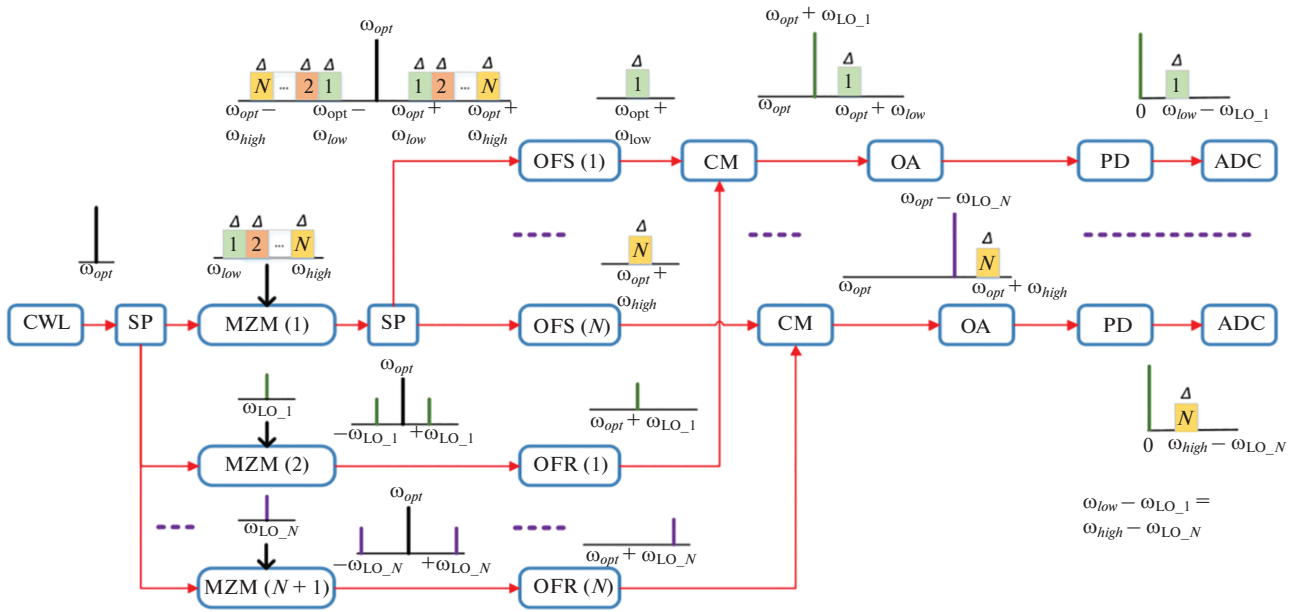 ω_opt + ω_LO_1
ω_opt
Δ Δ Δ Δ Δ Δ
N ... 2 1 1 2 ... N
ω_opt − ω_high
ω_opt − ω_low
ω_opt + ω_low
ω_opt + ω_high
Δ
1
ω_opt + ω_low
Δ
1
ω_opt ω_opt + ω_low
Δ
1
0 ω_low − ω_LO_1
OFS (1) CM OA PD ADC
ω_opt
Δ Δ Δ
1 2 ... N
ω_low ω_high
Δ
N
ω_opt + ω_high
ω_opt − ω_LO_N
Δ
N
ω_opt ω_opt + ω_high
CWL SP MZM (1) SP OFS (N) CM OA PD ADC
ω_LO_1
ω_opt
−ω_LO_1 +ω_LO_1
ω_opt + ω_LO_1
Δ
N
0 ω_high − ω_LO_N
MZM (2) OFR (1)
ω_LO_N
ω_opt
−ω_LO_N +ω_LO_N
ω_opt + ω_LO_N
ω_low − ω_LO_1 =
ω_high − ω_LO_N
MZM (N + 1) OFR (N)